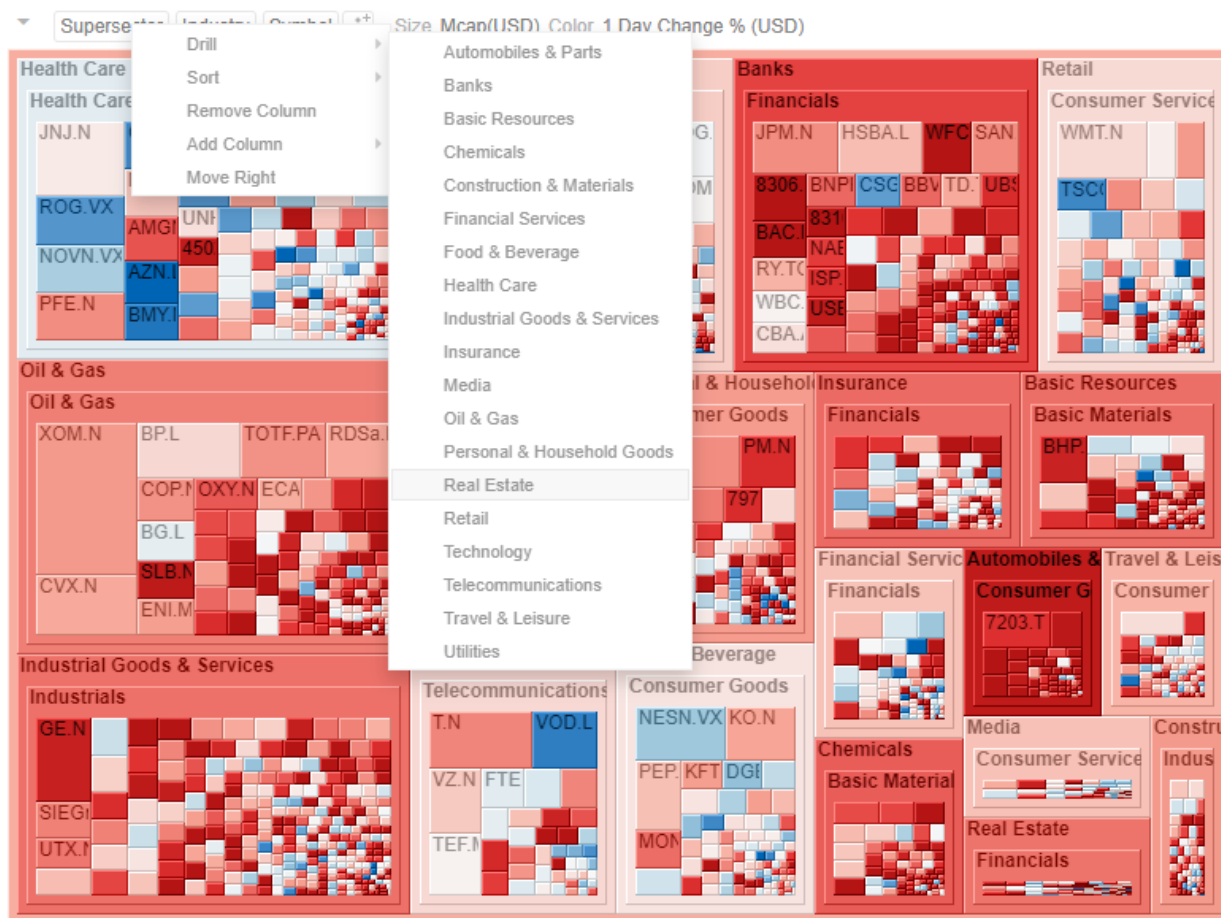 Supersector Industry Symbol Size Mcap(USD) Color 1 Day Change % (USD)
Drill
Sort
Remove Column
Add Column
Move Right
Automobiles & Parts
Banks
Basic Resources
Chemicals
Construction & Materials
Financial Services
Food & Beverage
Health Care
Industrial Goods & Services
Insurance
Media
Oil & Gas
Personal & Household Goods
Real Estate
Retail
Technology
Telecommunications
Travel & Leisure
Utilities
Health Care
Health Care
JNJ.N
ROG.VX
UNH
AMG
NOVN.VX
450
AZN.L
PFE.N
BMY.
Banks
Financials
JPM.N HSBA.L WFC SAN
8306. BNP CSG BBV TD. UBS
831
BAC.
NAB
RY.TO
ISP.
WBC.
USB
CBA.
Retail
Consumer Service
WMT.N
TSC
Oil & Gas
Oil & Gas
XOM.N BP.L TOTF.PA RDSa.
COP.N OXY.N ECA
BG.L
SLB.N
CVX.N
ENI.M
l & Household
mer Goods
PM.N
797
Insurance
Financials
Basic Resources
Basic Materials
BHP.
Financial Servic
Financials
Automobiles &
Consumer G
7203.T
Travel & Leis
Consumer
Industrial Goods & Services
Industrials
GE.N
SIEG
UTX.N
Telecommunications
T.N VOD.L
VZ.N FTE
TEF.M
Beverage
Consumer Goods
NESN.VX KO.N
PEP. KFT DGE
MON
Chemicals
Basic Material
Media
Consumer Service
Real Estate
Financials
Constru
Indus